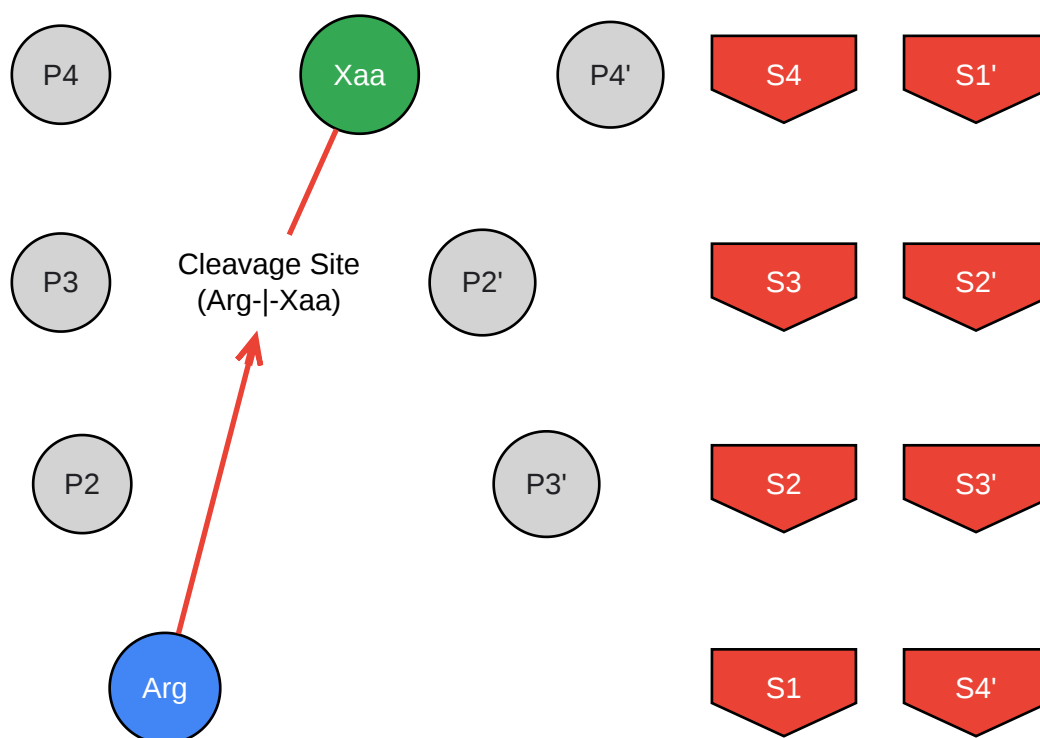 P4
Xaa
P4'
S4
S1'
P3
Cleavage Site
(Arg-|-Xaa)
P2'
S3
S2'
P2
P3'
S2
S3'
Arg
S1
S4'